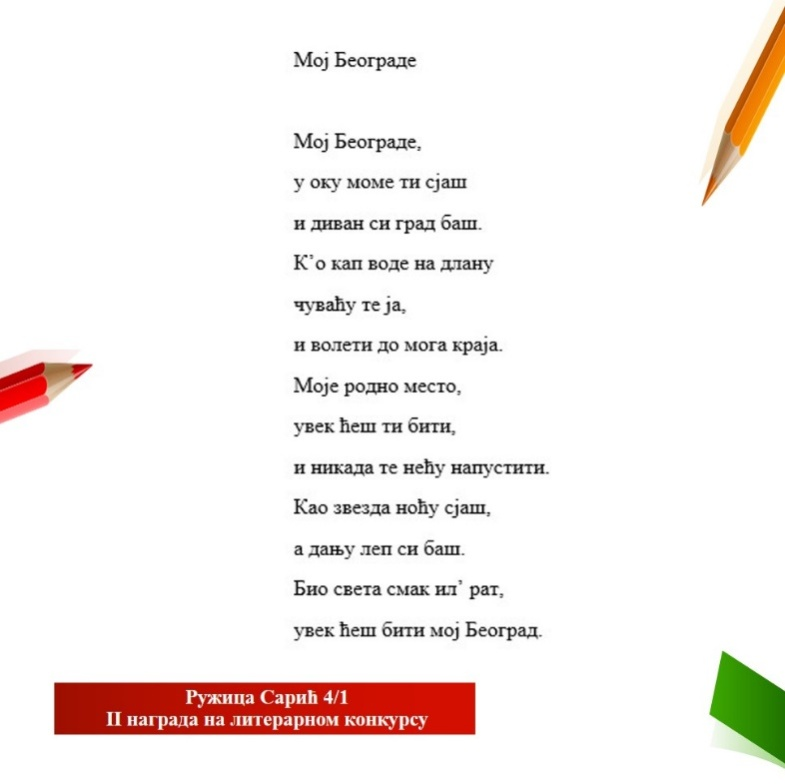 Мој Београде
Мој Београде,
у оку моме ти сјаш
и диван си град баш.
К’о кап воде на длану
чуваћу те ја,
и волети до мога краја.
Моје родно место,
увек ћеш ти бити,
и никада те нећу напустити.
Као звезда ноћу сјаш,
а дању леп си баш.
Био света смак ил’ рат,
увек ћеш бити мој Београд.
Ружица Сарић 4/1
II награда на литерарном конкурсу